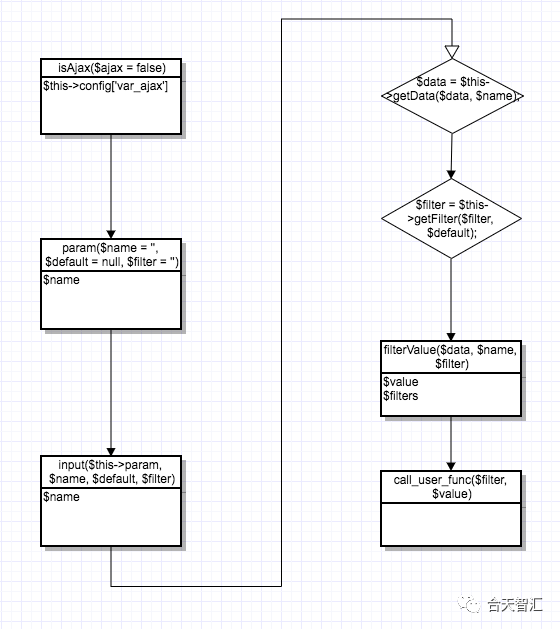 isAjax($ajax = false)
$this->config['var_ajax']
param($name = '',
$default = null, $filter = '')
$name
input($this->param,
$name, $default, $filter)
$name
$data = $this-
>getData($data, $name);
$filter = $this-
>getFilter($filter,
$default);
filterValue($data, $name,
$filter)
$value
$filters
call_user_func($filter,
$value)
合天智汇